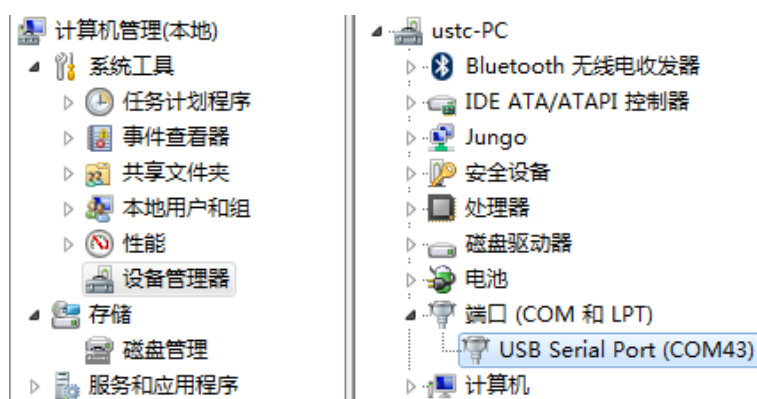 计算机管理(本地)
系统工具
任务计划程序
事件查看器
共享文件夹
本地用户和组
性能
设备管理器
存储
磁盘管理
服务和应用程序
ustc-PC
Bluetooth 无线电收发器
IDE ATA/ATAPI 控制器
Jungo
安全设备
处理器
磁盘驱动器
电池
端口 (COM 和 LPT)
USB Serial Port (COM43)
计算机